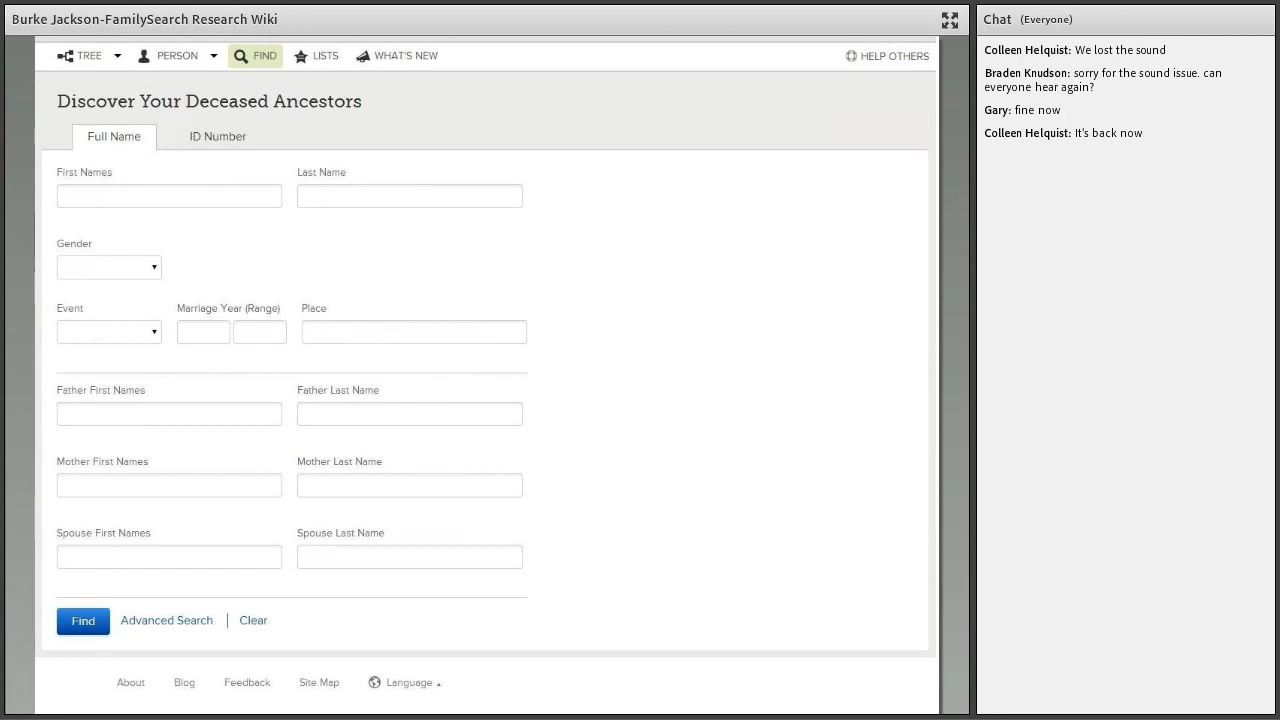 Burke Jackson-FamilySearch Research Wiki
TREE PERSON FIND LISTS WHAT'S NEW HELP OTHERS
Discover Your Deceased Ancestors
Full Name ID Number
First Names Last Name
Gender
Event Marriage Year (Range) Place
Father First Names Father Last Name
Mother First Names Mother Last Name
Spouse First Names Spouse Last Name
Find Advanced Search | Clear
About Blog Feedback Site Map Language
Chat (Everyone)
Colleen Helquist: We lost the sound
Braden Knudson: sorry for the sound issue. can
everyone hear again?
Gary: fine now
Colleen Helquist: It's back now